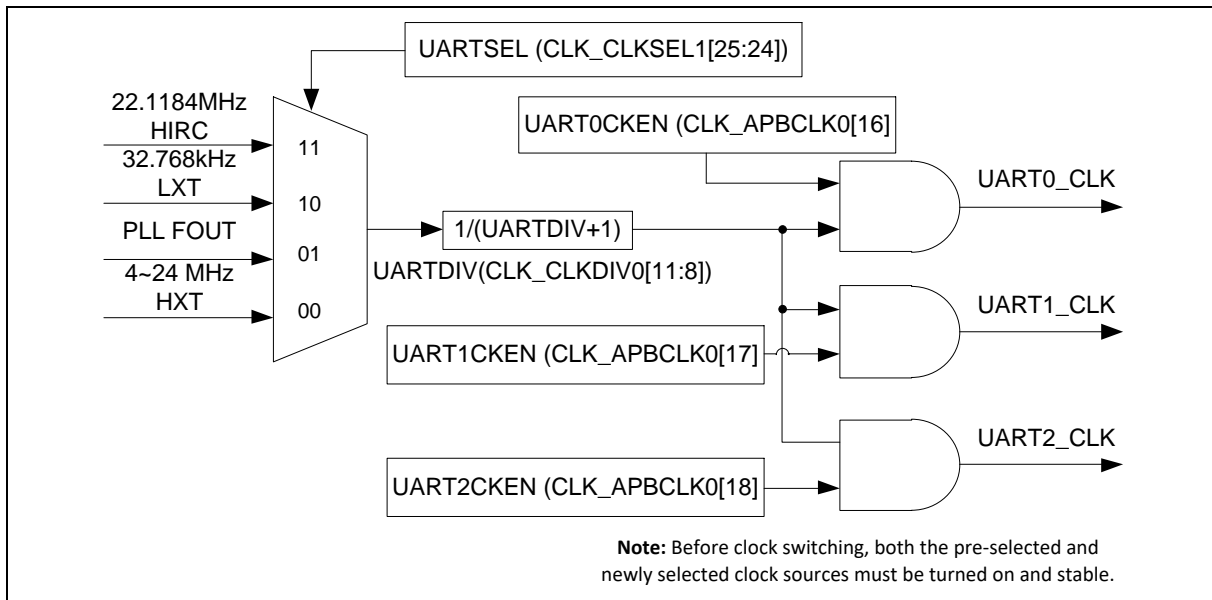 UARTSEL (CLK_CLKSEL1[25:24])
22.1184MHz
HIRC
11
32.768kHz
LXT
10
PLL FOUT
01
4~24 MHz
HXT
00
1/(UARTDIV+1)
UARTDIV(CLK_CLKDIV0[11:8])
UART0CKEN (CLK_APBCLK0[16]
UART0_CLK
UART1CKEN (CLK_APBCLK0[17]
UART1_CLK
UART2CKEN (CLK_APBCLK0[18]
UART2_CLK
Note: Before clock switching, both the pre-selected and
newly selected clock sources must be turned on and stable.